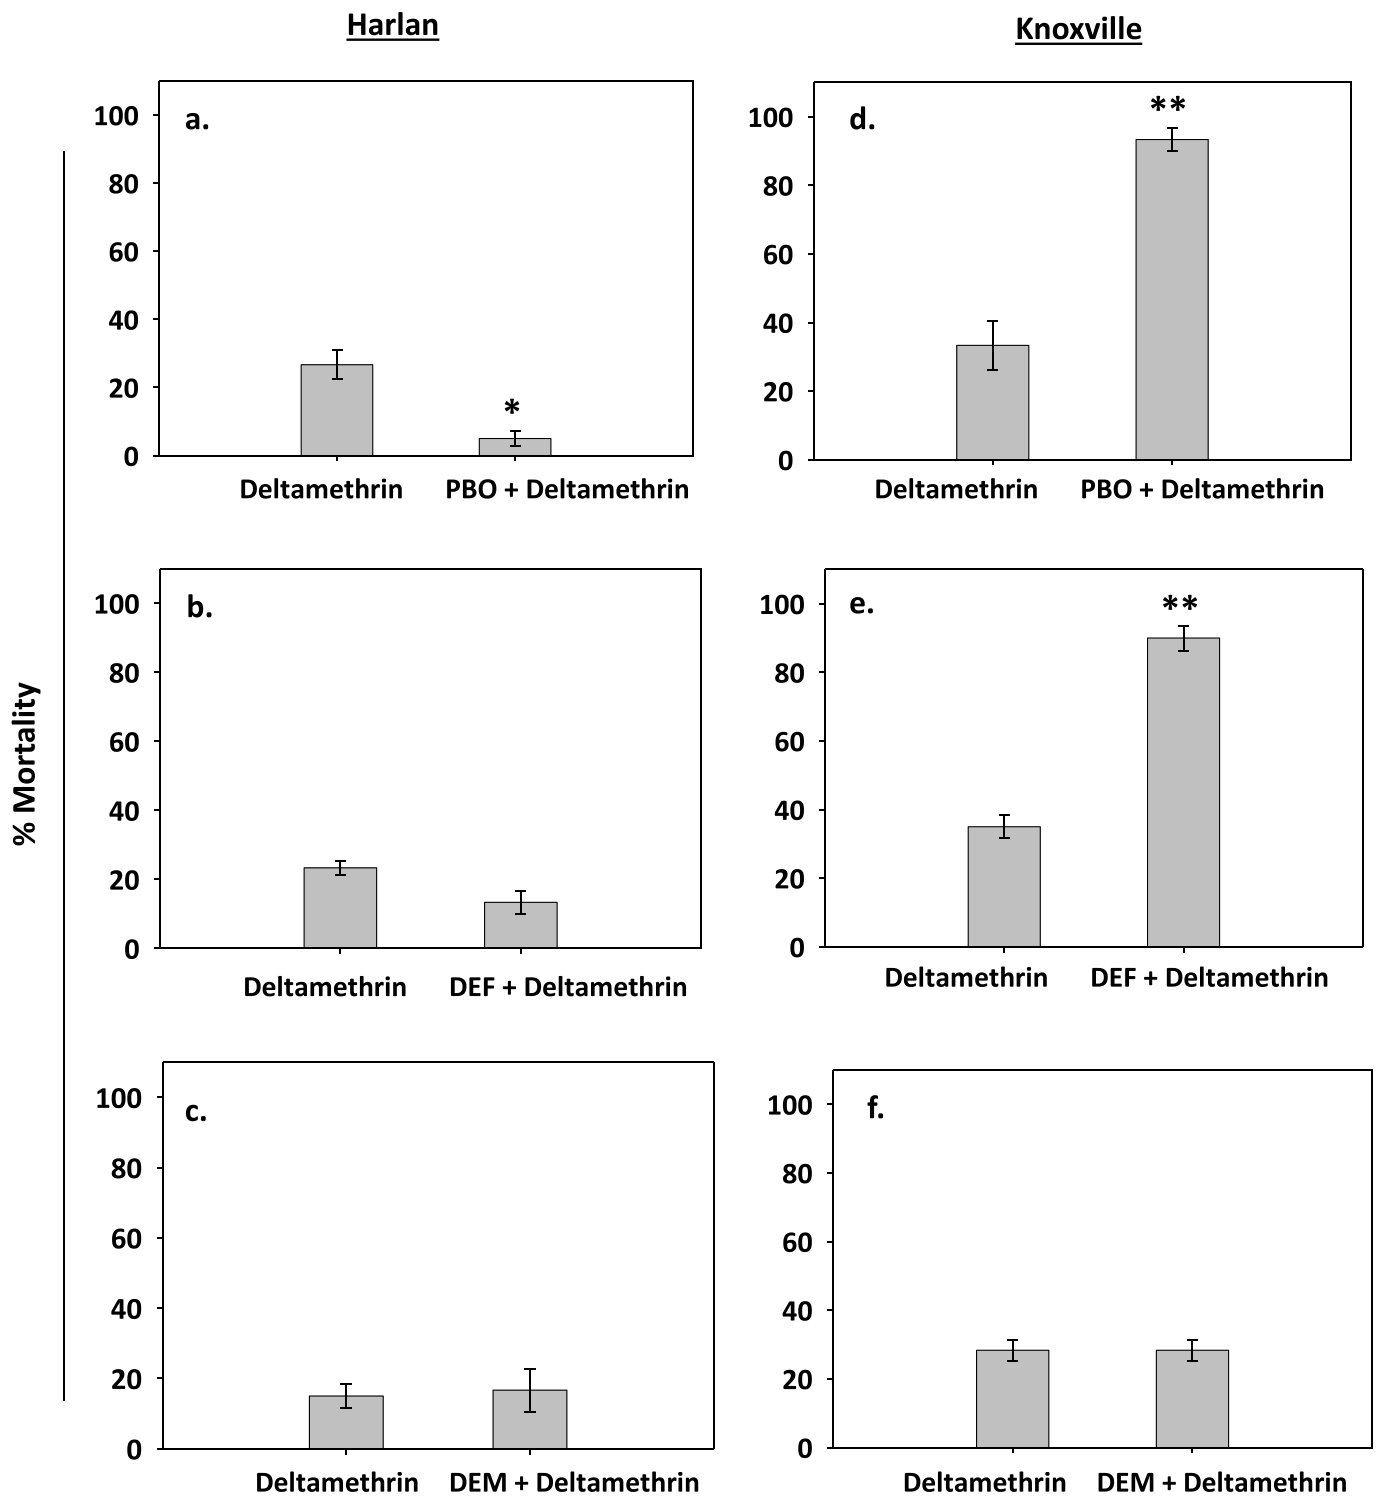 Harlan
Knoxville
% Mortality
a.
100
80
60
40
20
0
*
Deltamethrin
PBO + Deltamethrin
d.
100
80
60
40
20
0
**
Deltamethrin
PBO + Deltamethrin
b.
100
80
60
40
20
0
Deltamethrin
DEF + Deltamethrin
e.
100
80
60
40
20
0
**
Deltamethrin
DEF + Deltamethrin
c.
100
80
60
40
20
0
Deltamethrin
DEM + Deltamethrin
f.
100
80
60
40
20
0
Deltamethrin
DEM + Deltamethrin